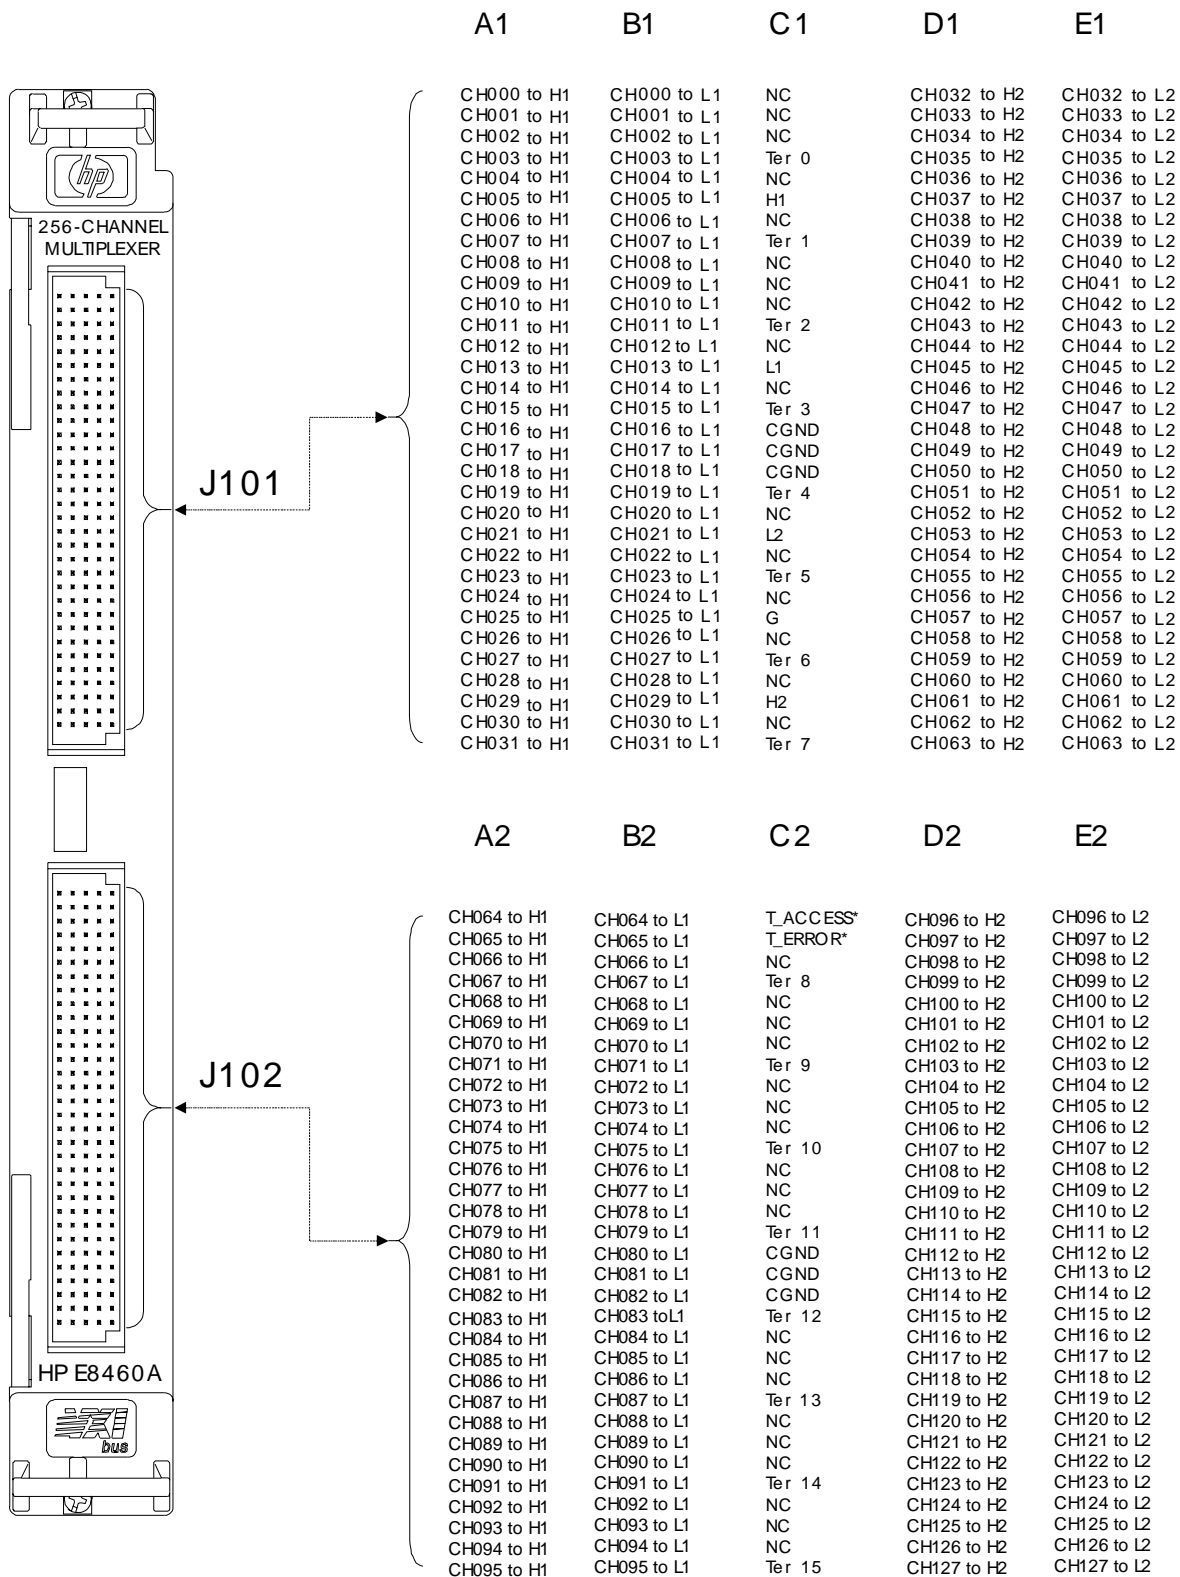 A1 B1 C1 D1 E1
CH000 to H1 CH000 to L1 NC CH032 to H2 CH032 to L2
CH001 to H1 CH001 to L1 NC CH033 to H2 CH033 to L2
CH002 to H1 CH002 to L1 NC CH034 to H2 CH034 to L2
CH003 to H1 CH003 to L1 Ter 0 CH035 to H2 CH035 to L2
hp
CH004 to H1 CH004 to L1 NC CH036 to H2 CH036 to L2
CH005 to H1 CH005 to L1 H1 CH037 to H2 CH037 to L2
CH006 to H1 CH006 to L1 NC CH038 to H2 CH038 to L2
256-CHANNEL
MULTIPLEXER
CH007 to H1 CH007 to L1 Ter 1 CH039 to H2 CH039 to L2
CH008 to H1 CH008 to L1 NC CH040 to H2 CH040 to L2
CH009 to H1 CH009 to L1 NC CH041 to H2 CH041 to L2
CH010 to H1 CH010 to L1 NC CH042 to H2 CH042 to L2
CH011 to H1 CH011 to L1 Ter 2 CH043 to H2 CH043 to L2
CH012 to H1 CH012 to L1 NC CH044 to H2 CH044 to L2
CH013 to H1 CH013 to L1 L1 CH045 to H2 CH045 to L2
CH014 to H1 CH014 to L1 NC CH046 to H2 CH046 to L2
CH015 to H1 CH015 to L1 Ter 3 CH047 to H2 CH047 to L2
CH016 to H1 CH016 to L1 CGND CH048 to H2 CH048 to L2
CH017 to H1 CH017 to L1 CGND CH049 to H2 CH049 to L2
CH018 to H1 CH018 to L1 CGND CH050 to H2 CH050 to L2
J101
CH019 to H1 CH019 to L1 Ter 4 CH051 to H2 CH051 to L2
CH020 to H1 CH020 to L1 NC CH052 to H2 CH052 to L2
CH021 to H1 CH021 to L1 L2 CH053 to H2 CH053 to L2
CH022 to H1 CH022 to L1 NC CH054 to H2 CH054 to L2
CH023 to H1 CH023 to L1 Ter 5 CH055 to H2 CH055 to L2
CH024 to H1 CH024 to L1 NC CH056 to H2 CH056 to L2
CH025 to H1 CH025 to L1 G CH057 to H2 CH057 to L2
CH026 to H1 CH026 to L1 NC CH058 to H2 CH058 to L2
CH027 to H1 CH027 to L1 Ter 6 CH059 to H2 CH059 to L2
CH028 to H1 CH028 to L1 NC CH060 to H2 CH060 to L2
CH029 to H1 CH029 to L1 H2 CH061 to H2 CH061 to L2
CH030 to H1 CH030 to L1 NC CH062 to H2 CH062 to L2
CH031 to H1 CH031 to L1 Ter 7 CH063 to H2 CH063 to L2
A2 B2 C2 D2 E2
CH064 to H1 CH064 to L1 T_ACCESS* CH096 to H2 CH096 to L2
CH065 to H1 CH065 to L1 T_ERROR* CH097 to H2 CH097 to L2
CH066 to H1 CH066 to L1 NC CH098 to H2 CH098 to L2
CH067 to H1 CH067 to L1 Ter 8 CH099 to H2 CH099 to L2
CH068 to H1 CH068 to L1 NC CH100 to H2 CH100 to L2
CH069 to H1 CH069 to L1 NC CH101 to H2 CH101 to L2
CH070 to H1 CH070 to L1 NC CH102 to H2 CH102 to L2
CH071 to H1 CH071 to L1 Ter 9 CH103 to H2 CH103 to L2
J102
CH072 to H1 CH072 to L1 NC CH104 to H2 CH104 to L2
CH073 to H1 CH073 to L1 NC CH105 to H2 CH105 to L2
CH074 to H1 CH074 to L1 NC CH106 to H2 CH106 to L2
CH075 to H1 CH075 to L1 Ter 10 CH107 to H2 CH107 to L2
CH076 to H1 CH076 to L1 NC CH108 to H2 CH108 to L2
CH077 to H1 CH077 to L1 NC CH109 to H2 CH109 to L2
CH078 to H1 CH078 to L1 NC CH110 to H2 CH110 to L2
CH079 to H1 CH079 to L1 Ter 11 CH111 to H2 CH111 to L2
CH080 to H1 CH080 to L1 CGND CH112 to H2 CH112 to L2
CH081 to H1 CH081 to L1 CGND CH113 to H2 CH113 to L2
CH082 to H1 CH082 to L1 CGND CH114 to H2 CH114 to L2
CH083 to H1 CH083 toL1 Ter 12 CH115 to H2 CH115 to L2
CH084 to H1 CH084 to L1 NC CH116 to H2 CH116 to L2
CH085 to H1 CH085 to L1 NC CH117 to H2 CH117 to L2
HP E8460A
CH086 to H1 CH086 to L1 NC CH118 to H2 CH118 to L2
CH087 to H1 CH087 to L1 Ter 13 CH119 to H2 CH119 to L2
CH088 to H1 CH088 to L1 NC CH120 to H2 CH120 to L2
VXI
bus
CH089 to H1 CH089 to L1 NC CH121 to H2 CH121 to L2
CH090 to H1 CH090 to L1 NC CH122 to H2 CH122 to L2
CH091 to H1 CH091 to L1 Ter 14 CH123 to H2 CH123 to L2
CH092 to H1 CH092 to L1 NC CH124 to H2 CH124 to L2
CH093 to H1 CH093 to L1 NC CH125 to H2 CH125 to L2
CH094 to H1 CH094 to L1 NC CH126 to H2 CH126 to L2
CH095 to H1 CH095 to L1 Ter 15 CH127 to H2 CH127 to L2